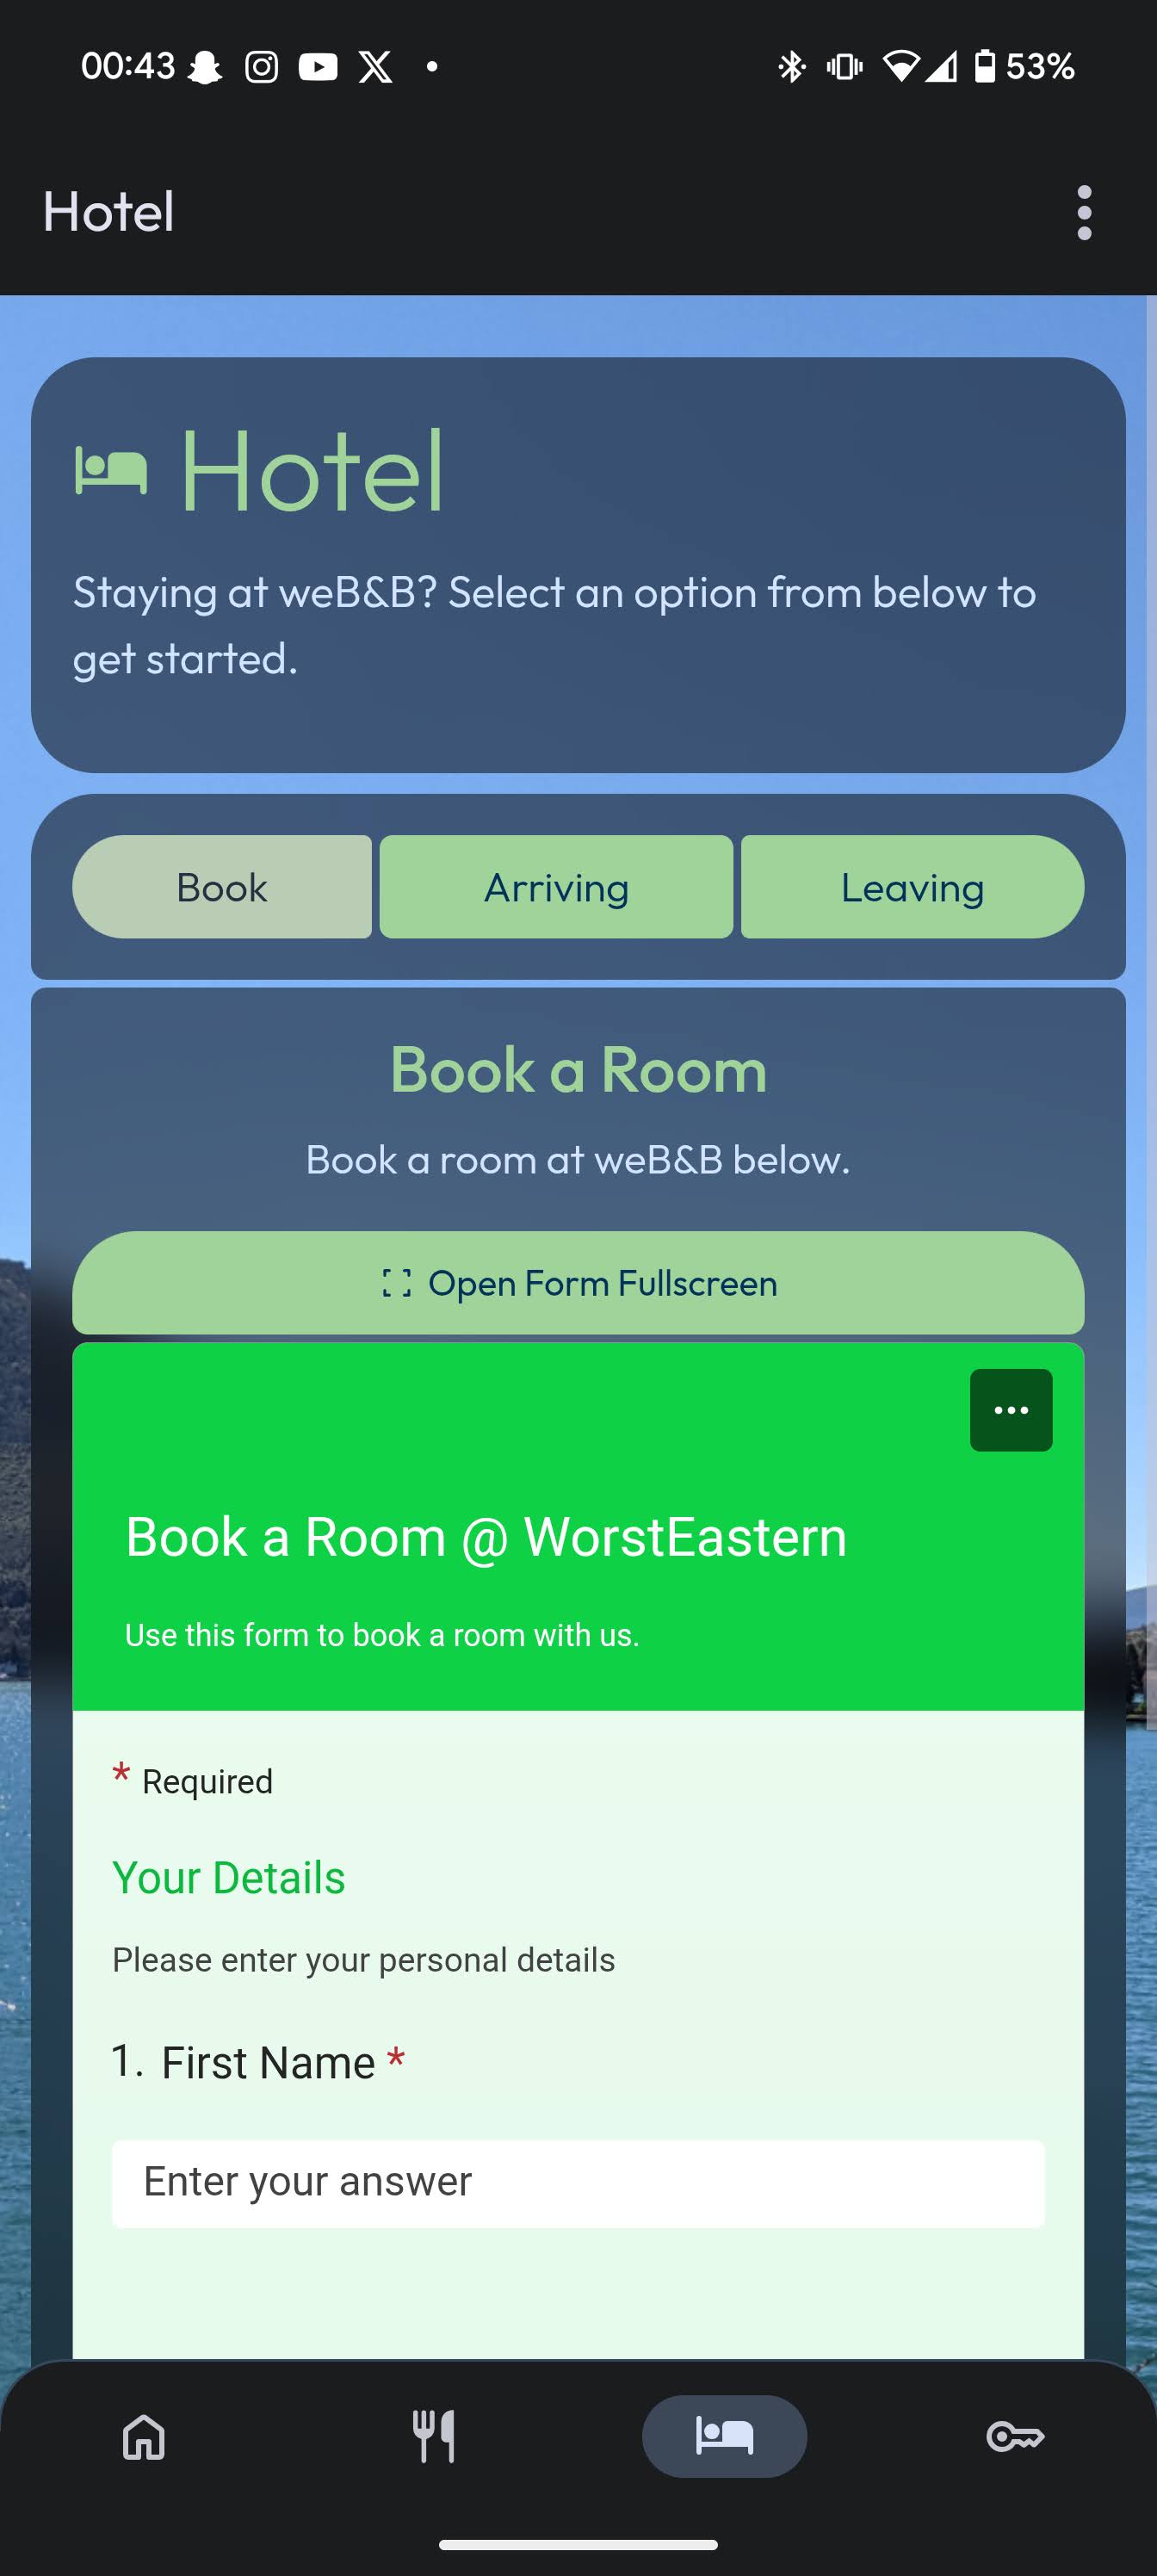 00:43
53%
Hotel
Hotel
Staying at weB&B? Select an option from below to
get started.
Book
Arriving
Leaving
Book a Room
Book a room at weB&B below.
Open Form Fullscreen
Book a Room @ WorstEastern
Use this form to book a room with us.
* Required
Your Details
Please enter your personal details
1. First Name *
Enter your answer